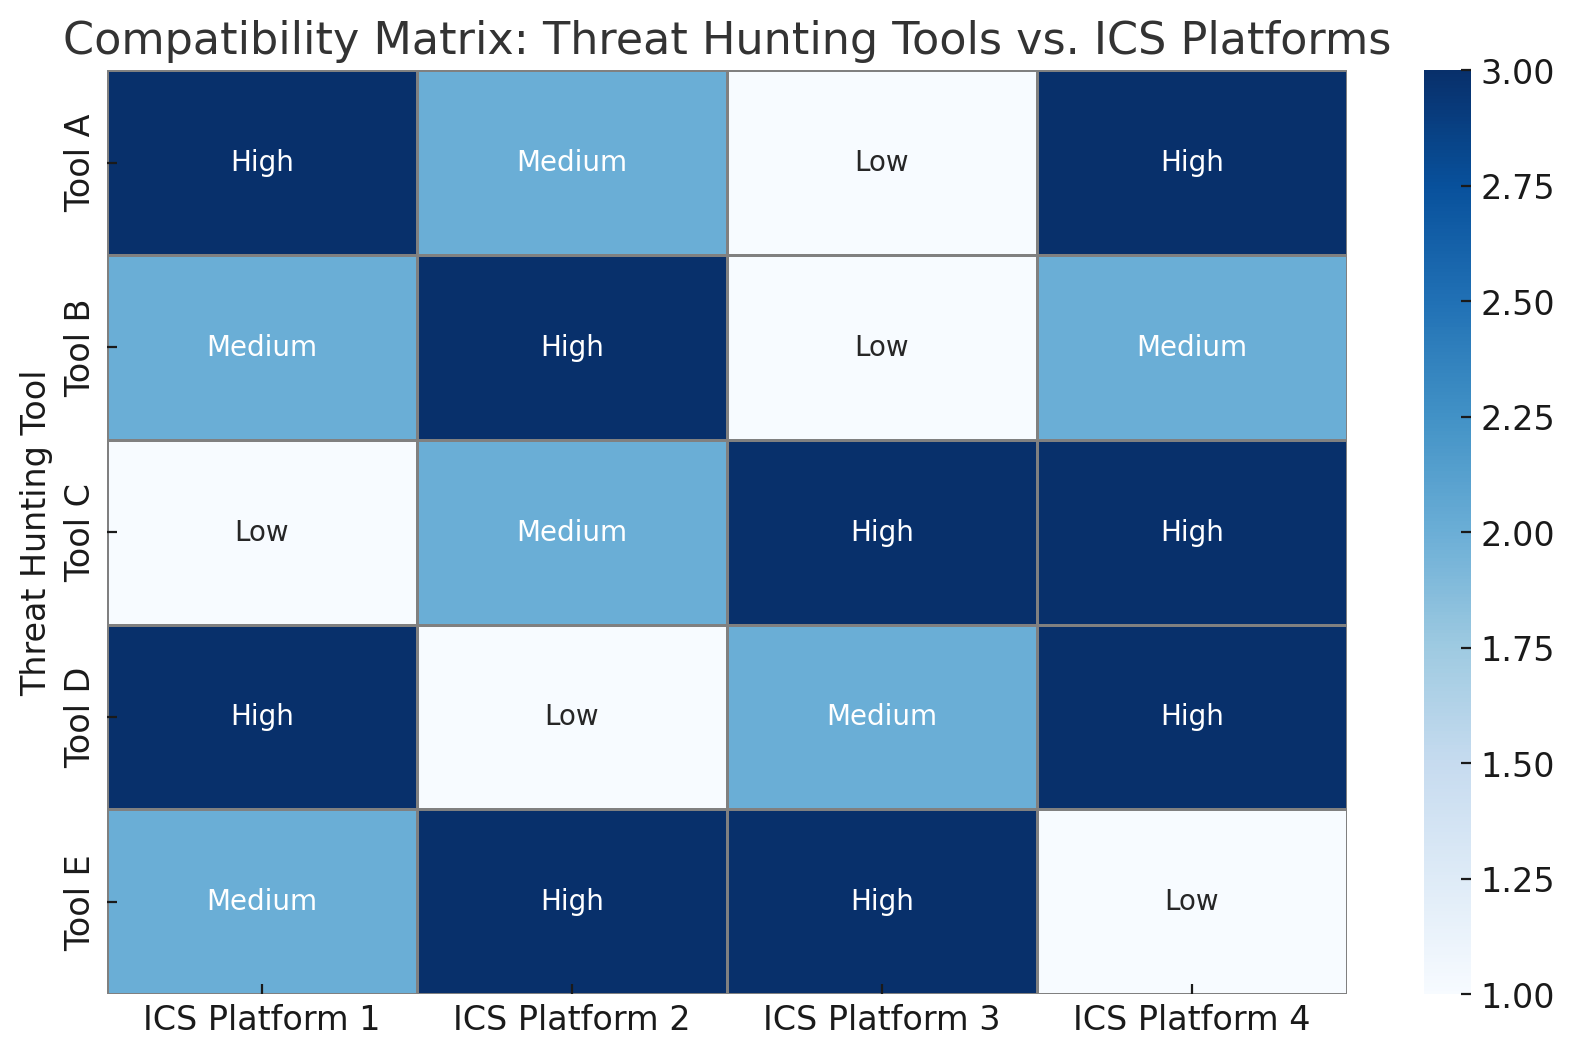 Compatibility Matrix: Threat Hunting Tools vs. ICS Platforms
Threat Hunting Tool
Tool A
High
Medium
Low
High
Tool B
Medium
High
Low
Medium
Tool C
Low
Medium
High
High
Tool D
High
Low
Medium
High
Tool E
Medium
High
High
Low
ICS Platform 1
ICS Platform 2
ICS Platform 3
ICS Platform 4
3.00
2.75
2.50
2.25
2.00
1.75
1.50
1.25
1.00